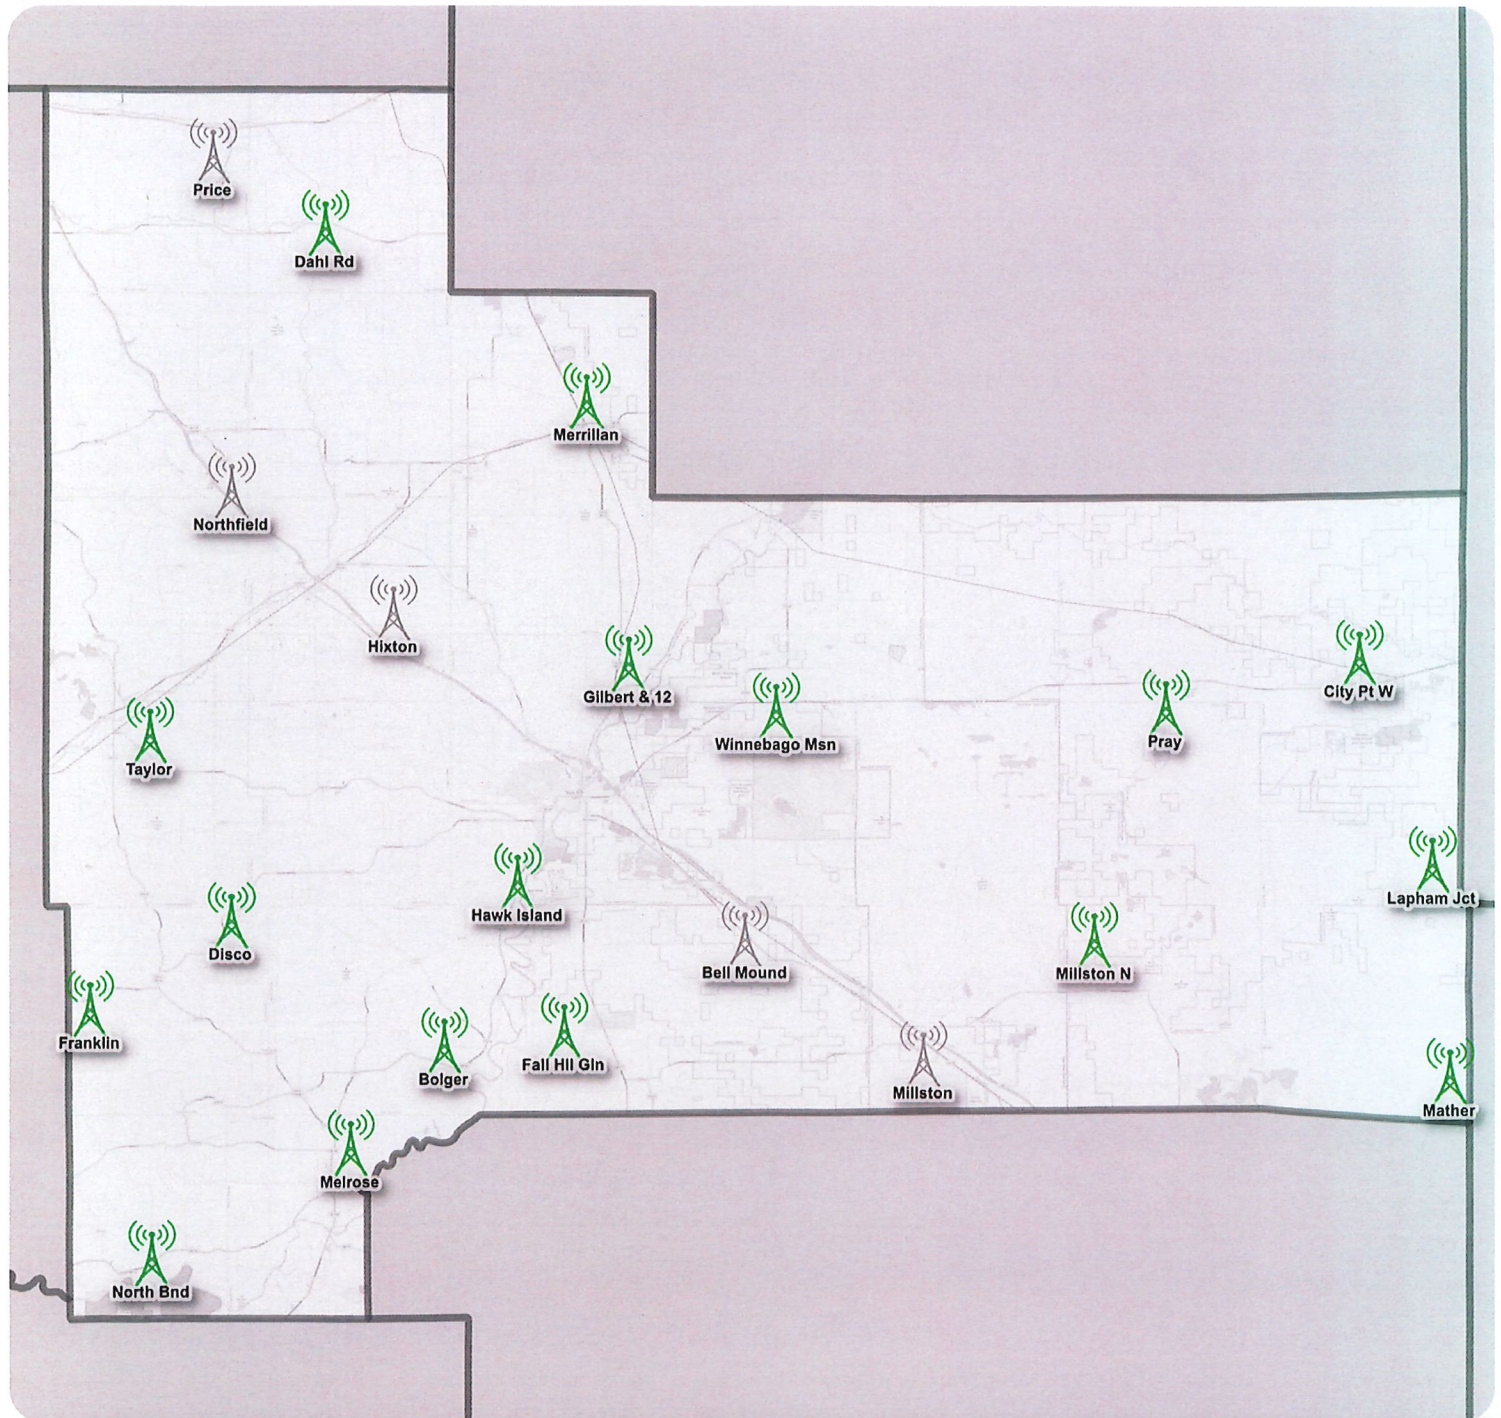 Price
Dahl Rd
Merrillan
Northfield
Hixton
Gilbert & 12
City Pt W
Winnebago Msn
Pray
Taylor
Lapham Jct
Hawk Island
Disco
Bell Mound
Millston N
Franklin
Fall Hll Gln
Bolger
Millston
Mather
Melrose
North Bnd